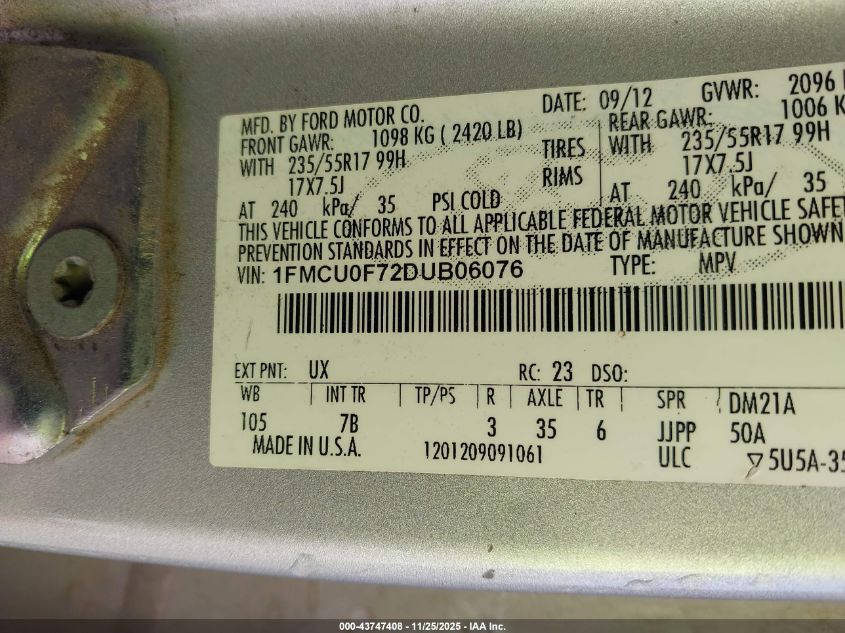 MFD. BY FORD MOTOR CO. DATE: 09/12 GVWR: 2096
FRONT GAWR: 1098 KG ( 2420 LB) REAR GAWR: 1006 K
WITH 235/55R17 99H TIRES WITH 235/55R17 99H
17X7.5J RIMS 17X7.5J
AT 240 kPa/ 35 PSI COLD AT 240 kPa/ 35
THIS VEHICLE CONFORMS TO ALL APPLICABLE FEDERAL MOTOR VEHICLE SAFET
PREVENTION STANDARDS IN EFFECT ON THE DATE OF MANUFACTURE SHOWN
VIN: 1FMCU0F72DUB06076 TYPE: MPV
EXT PNT: UX RC: 23 DSO:
WB INT TR TP/PS R AXLE TR SPR DM21A
105 7B 3 35 6 JJPP 50A
MADE IN U.S.A. 1201209091061 ULC ▽5U5A-35
000-43747408 - 11/25/2025 - IAA Inc.